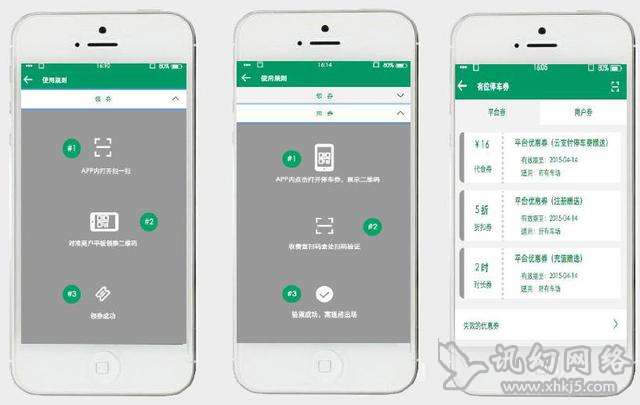 16:10
80%
使用规则
领 券
#1
APP内打开扫一扫
#2
对准商户平板领取二维码
#3
领券成功
16:14
80%
使用规则
领 券
用 券
#1
APP内点击打开停车券，展示二维码
#2
收费员扫码查验扫码验证
#3
验票成功，离场出场
16:06
80%
有位停车券
平台券
商户券
¥16
代金券
平台优惠券（云支付停车费赠送）
有效期至：2015-04-14
适用：所有车场
5折
折扣券
平台优惠券（注册赠送）
有效期至：2015-04-14
适用：所有车场
2时
时长券
平台优惠券（充值赠送）
有效期至：2015-04-14
适用：所有车场
失效的优惠券
讯幻网络
www.xhkj5.com